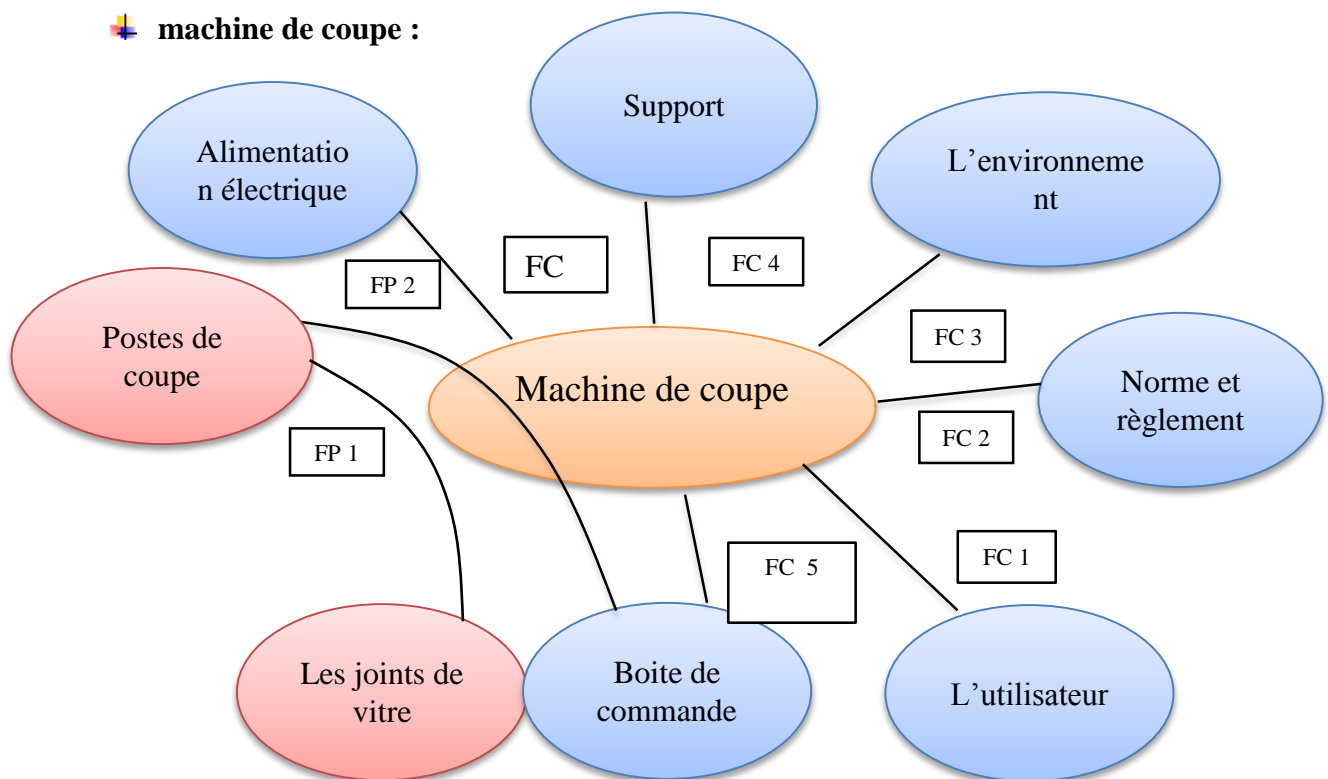 machine de coupe :
Support
Alimentatio
n électrique
L’environneme
nt
FC
FC 4
FP 2
Postes de
coupe
FC 3
Machine de coupe
Norme et
règlement
FC 2
FP 1
FC 5
FC 1
Les joints de
vitre
Boite de
commande
L’utilisateur